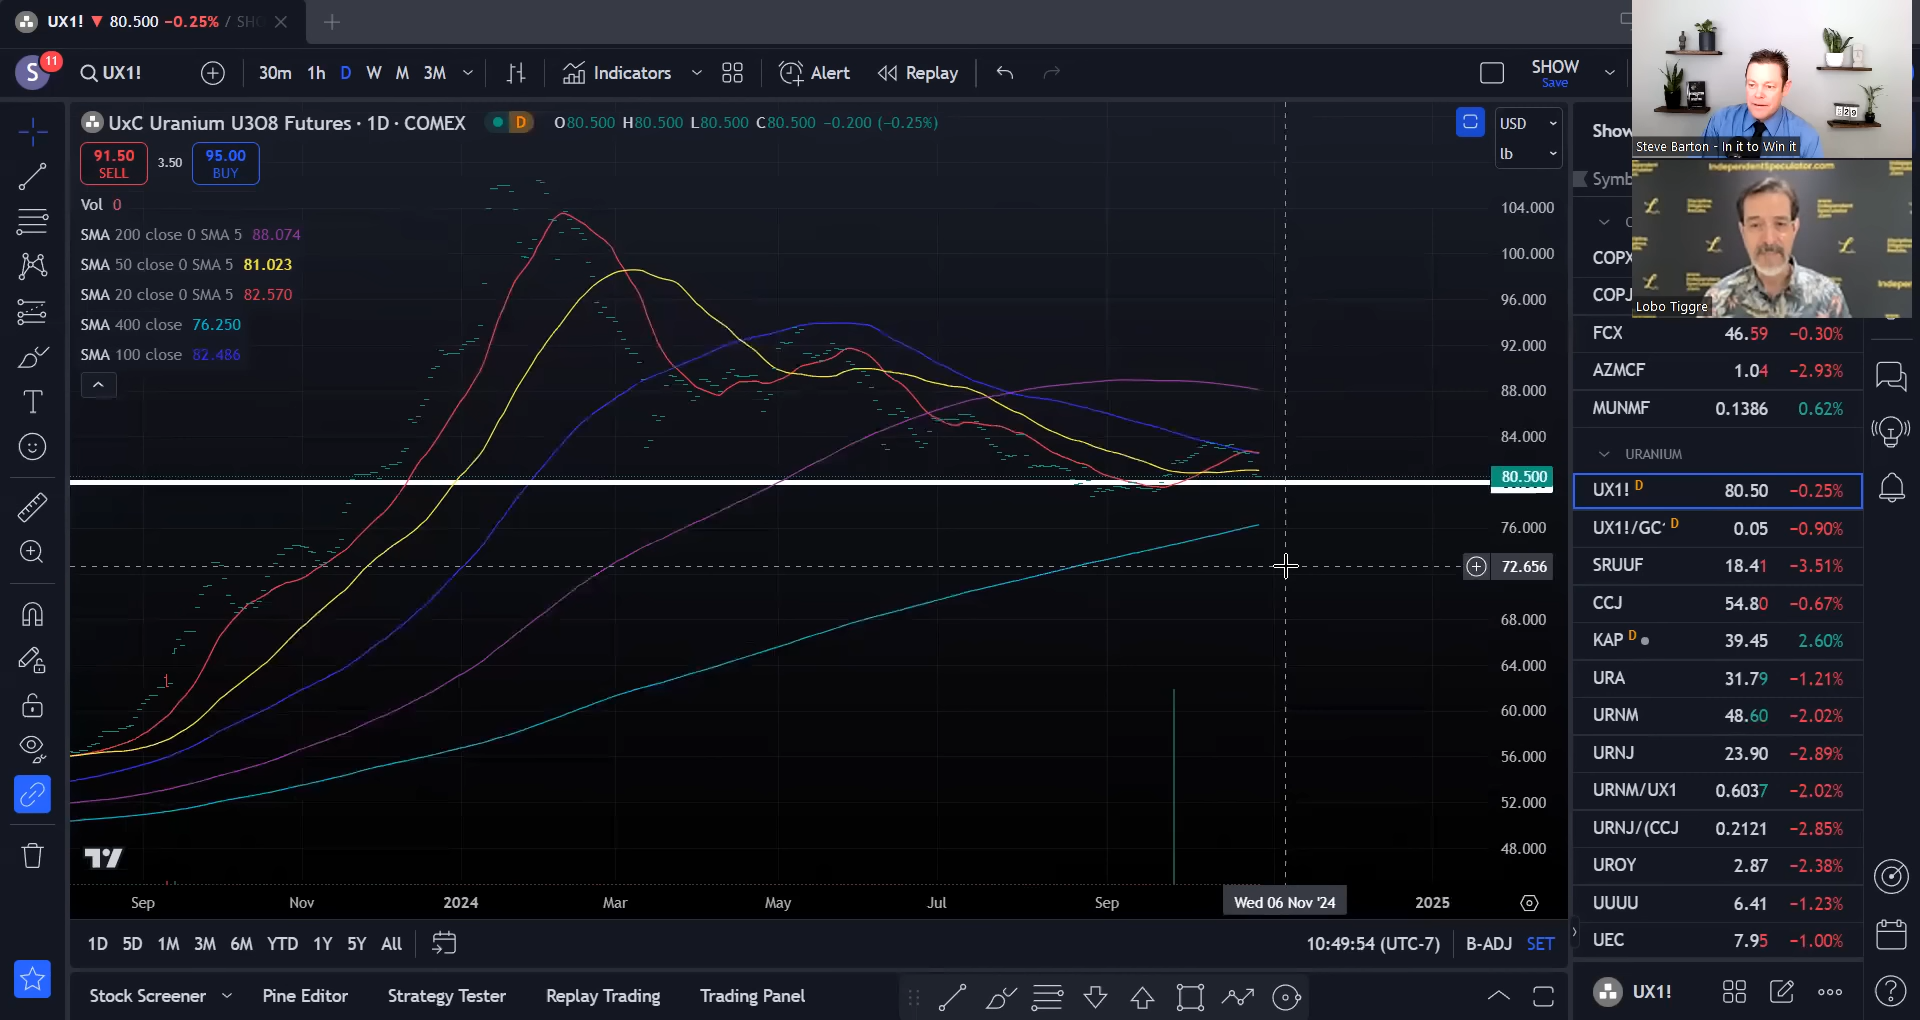 UX1! ▼ 80.500 −0.25% / SHO
S 11 UX1! 30m 1h D W M 3M Indicators Alert Replay SHOW
Save
UxC Uranium U3O8 Futures · 1D · COMEX D O80.500 H80.500 L80.500 C80.500 −0.200 (−0.25%)
91.50 SELL 3.50 95.00 BUY
Vol 0
SMA 200 close 0 SMA 5 88.074
SMA 50 close 0 SMA 5 81.023
SMA 20 close 0 SMA 5 82.570
SMA 400 close 76.250
SMA 100 close 82.486
USD
lb
104.000
100.000
96.000
92.000
88.000
84.000
80.500
76.000
72.656
68.000
64.000
60.000
56.000
52.000
48.000
Sep Nov 2024 Mar May Jul Sep Wed 06 Nov '24 2025
1D 5D 1M 3M 6M YTD 1Y 5Y All 10:49:54 (UTC-7) B-ADJ SET
Stock Screener Pine Editor Strategy Tester Replay Trading Trading Panel
Steve Barton - In it to Win it
IndependentSpeculator.com
Lobo Tiggre
Show
Symb
COPX
COPJ
FCX 46.59 −0.30%
AZMCF 1.04 −2.93%
MUNMF 0.1386 0.62%
URANIUM
UX1! D 80.50 −0.25%
UX1!/GC D 0.05 −0.90%
SRUUF 18.41 −3.51%
CCJ 54.80 −0.67%
KAP D 39.45 2.60%
URA 31.79 −1.21%
URNM 48.60 −2.02%
URNJ 23.90 −2.89%
URNM/UX1 0.6037 −2.02%
URNJ/(CCJ 0.2121 −2.85%
UROY 2.87 −2.38%
UUUU 6.41 −1.23%
UEC 7.95 −1.00%
UX1!